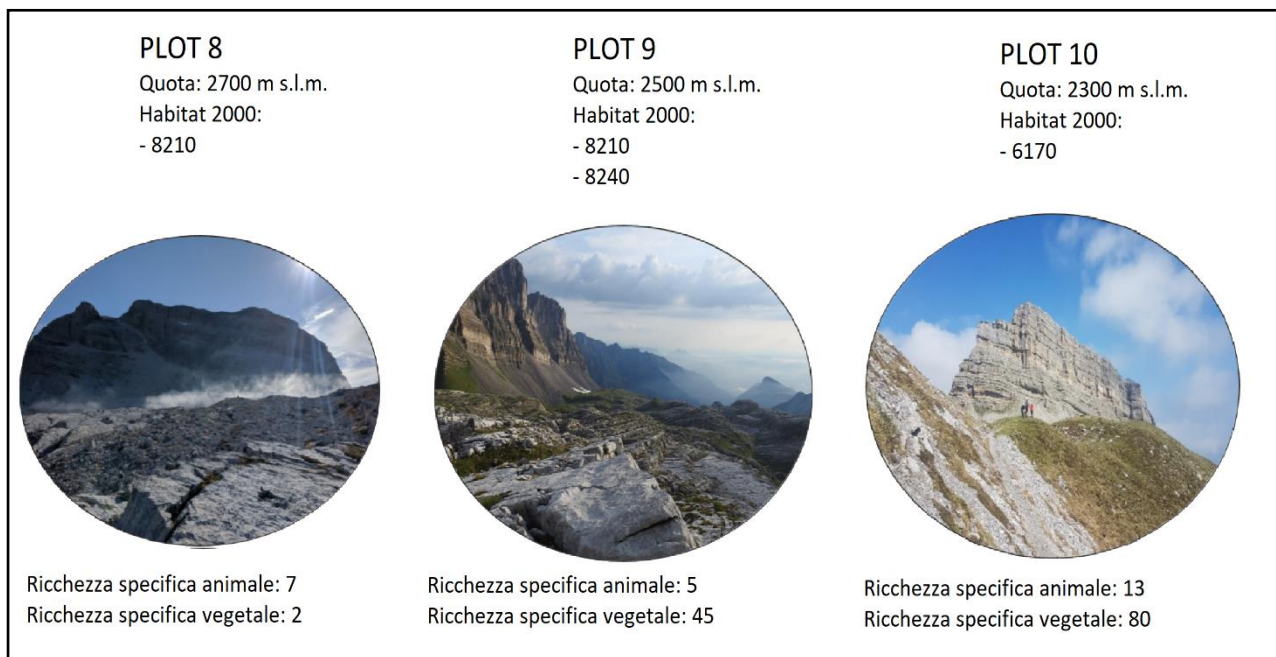 PLOT 8
Quota: 2700 m s.l.m.
Habitat 2000:
- 8210
PLOT 9
Quota: 2500 m s.l.m.
Habitat 2000:
- 8210
- 8240
PLOT 10
Quota: 2300 m s.l.m.
Habitat 2000:
- 6170
Ricchezza specifica animale: 7
Ricchezza specifica vegetale: 2
Ricchezza specifica animale: 5
Ricchezza specifica vegetale: 45
Ricchezza specifica animale: 13
Ricchezza specifica vegetale: 80